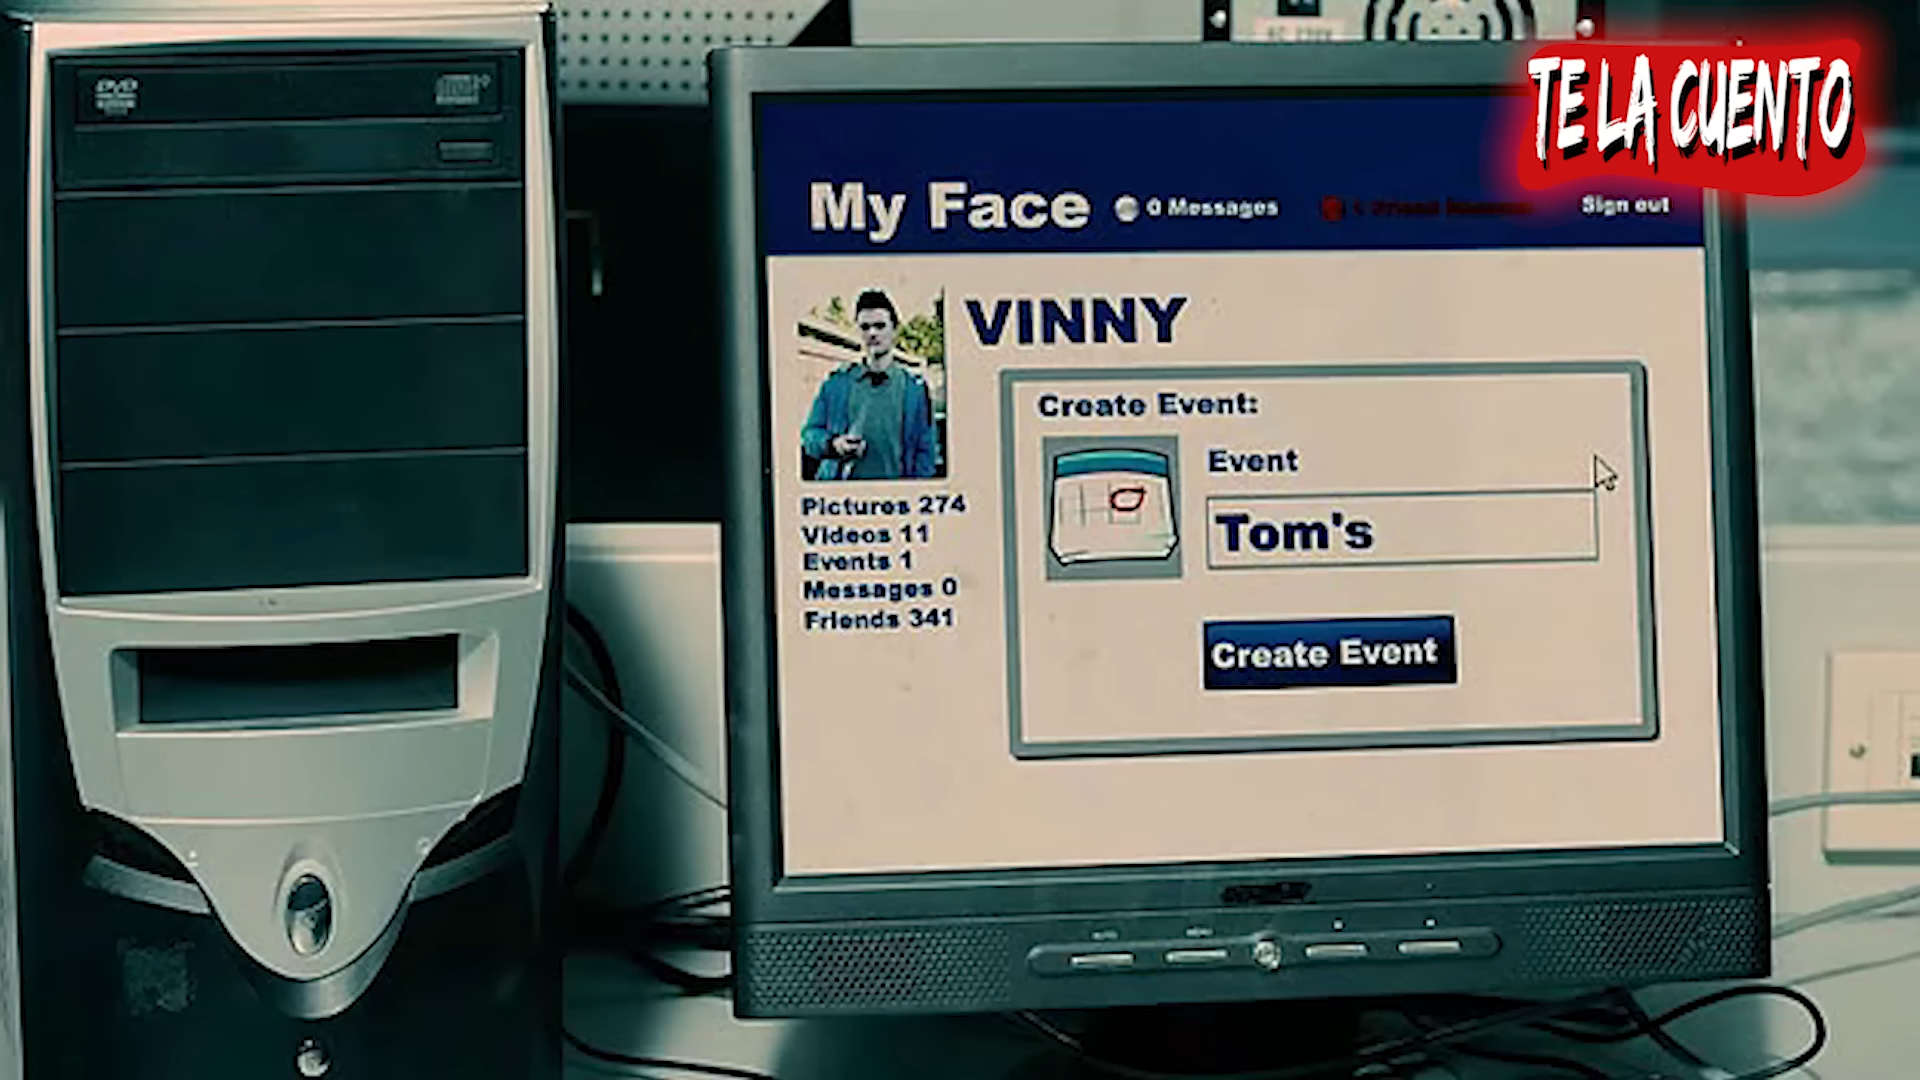 TE LA CUENTO
DVD
My Face
0 Messages
Sign out
VINNY
Create Event:
Event
Tom's
Create Event
Pictures 274
Videos 11
Events 1
Messages 0
Friends 341